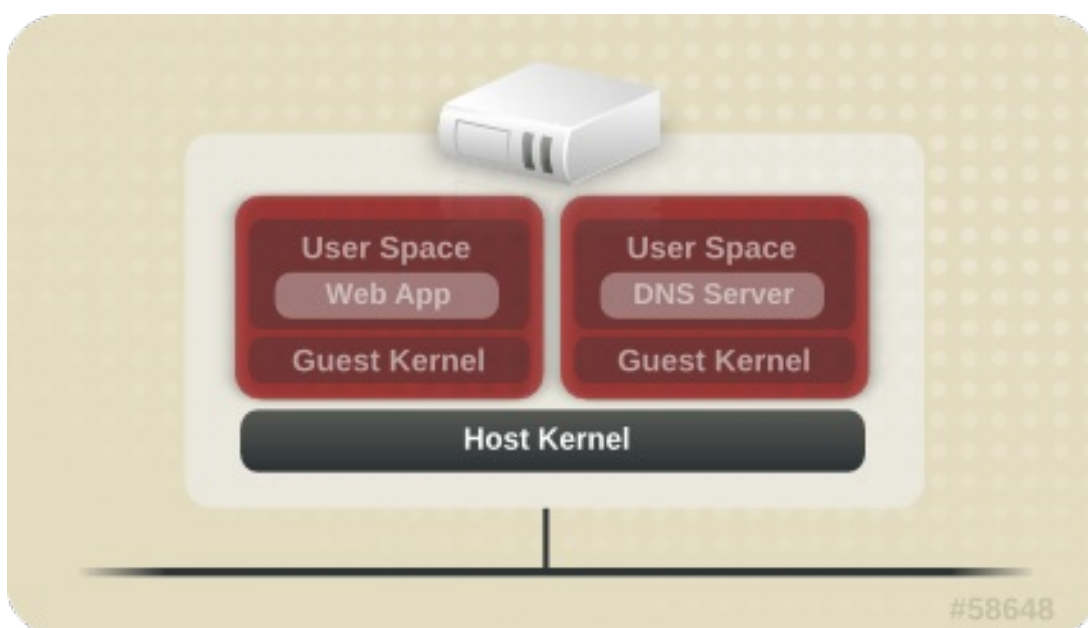 User Space
Web App
Guest Kernel
User Space
DNS Server
Guest Kernel
Host Kernel
#58648